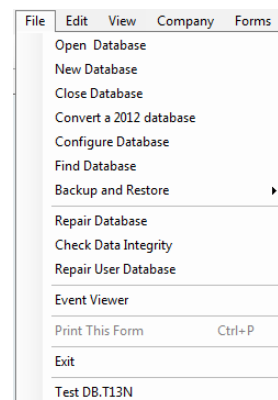 File Edit View Company Forms
Open Database
New Database
Close Database
Convert a 2012 database
Configure Database
Find Database
Backup and Restore
Repair Database
Check Data Integrity
Repair User Database
Event Viewer
Print This Form Ctrl+P
Exit
Test DB.T13N